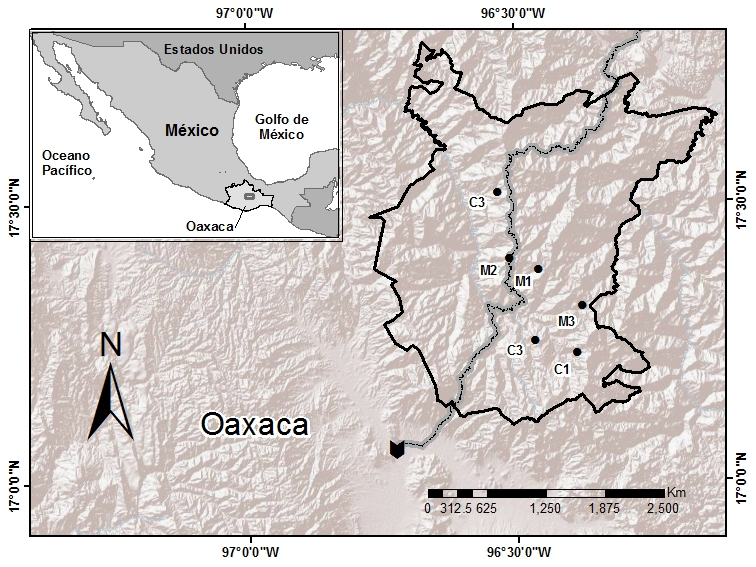 97°0'0"W
96°30'0"W
Estados Unidos
México
Golfo de
México
Oceano
Pacífico
Oaxaca
17°30'0"N
17°30'0"N
C3
M2
M1
M3
C3
C1
N
Oaxaca
17°0'0"N
17°0'0"N
Km
0 312.5 625 1,250 1,875 2,500
97°0'0"W
96°30'0"W